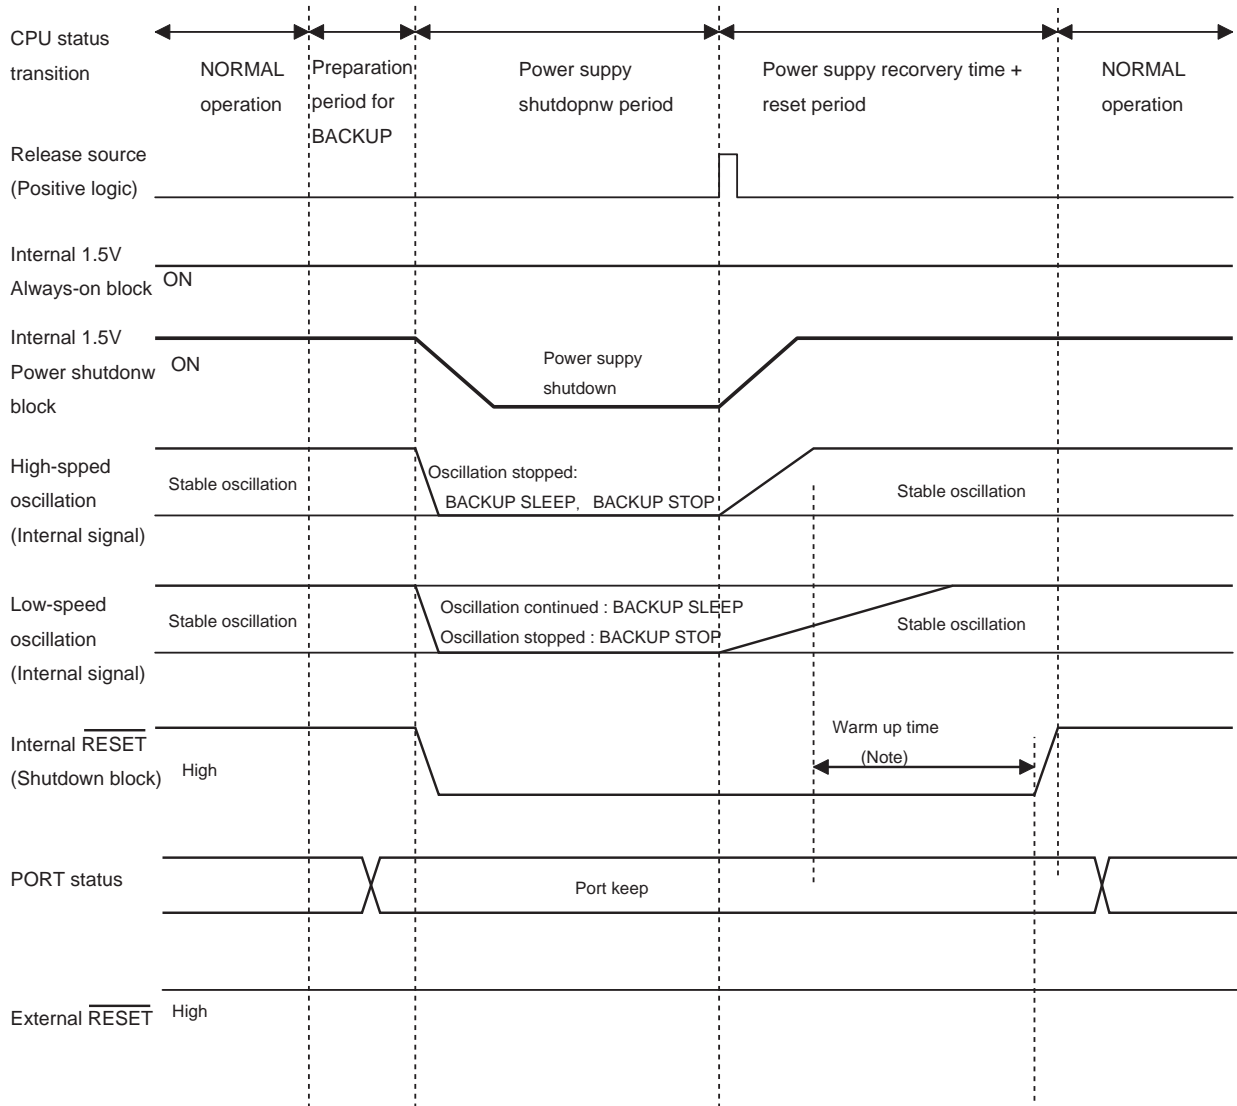 CPU status
transition
NORMAL
operation
Preparation
period for
BACKUP
Power suppy
shutdopnw period
Power suppy recorvery time +
reset period
NORMAL
operation
Release source
(Positive logic)
Internal 1.5V
Always-on block
ON
Internal 1.5V
Power shutdonw
block
ON
Power suppy
shutdown
High-spped
oscillation
(Internal signal)
Stable oscillation
Oscillation stopped:
BACKUP SLEEP, BACKUP STOP
Stable oscillation
Low-speed
oscillation
(Internal signal)
Stable oscillation
Oscillation continued : BACKUP SLEEP
Oscillation stopped : BACKUP STOP
Stable oscillation
Internal RESET
(Shutdown block)
High
Warm up time
(Note)
PORT status
Port keep
External RESET
High